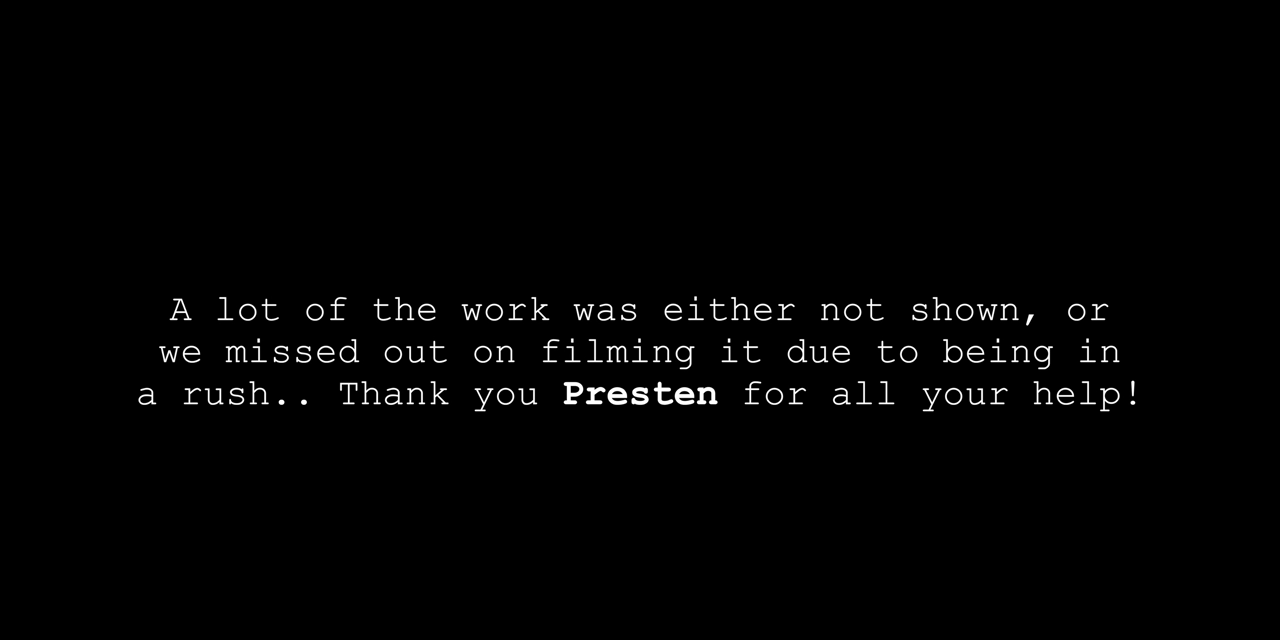 A lot of the work was either not shown, or
we missed out on filming it due to being in
a rush.. Thank you Presten for all your help!